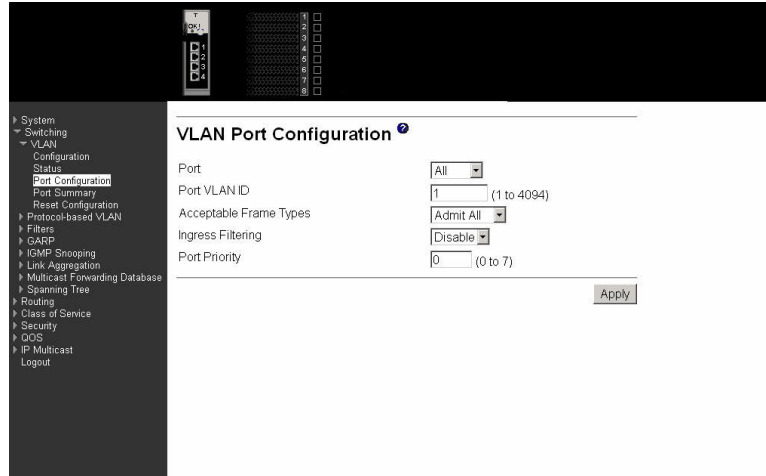 T
OK!
1
2
3
4
1
2
3
4
5
6
7
8
System
Switching
VLAN
Configuration
Status
Port Configuration
Port Summary
Reset Configuration
Protocol-based VLAN
Filters
GARP
IGMP Snooping
Link Aggregation
Multicast Forwarding Database
Spanning Tree
Routing
Class of Service
Security
QOS
IP Multicast
Logout
VLAN Port Configuration ?
Port All
Port VLAN ID 1 (1 to 4094)
Acceptable Frame Types Admit All
Ingress Filtering Disable
Port Priority 0 (0 to 7)
Apply